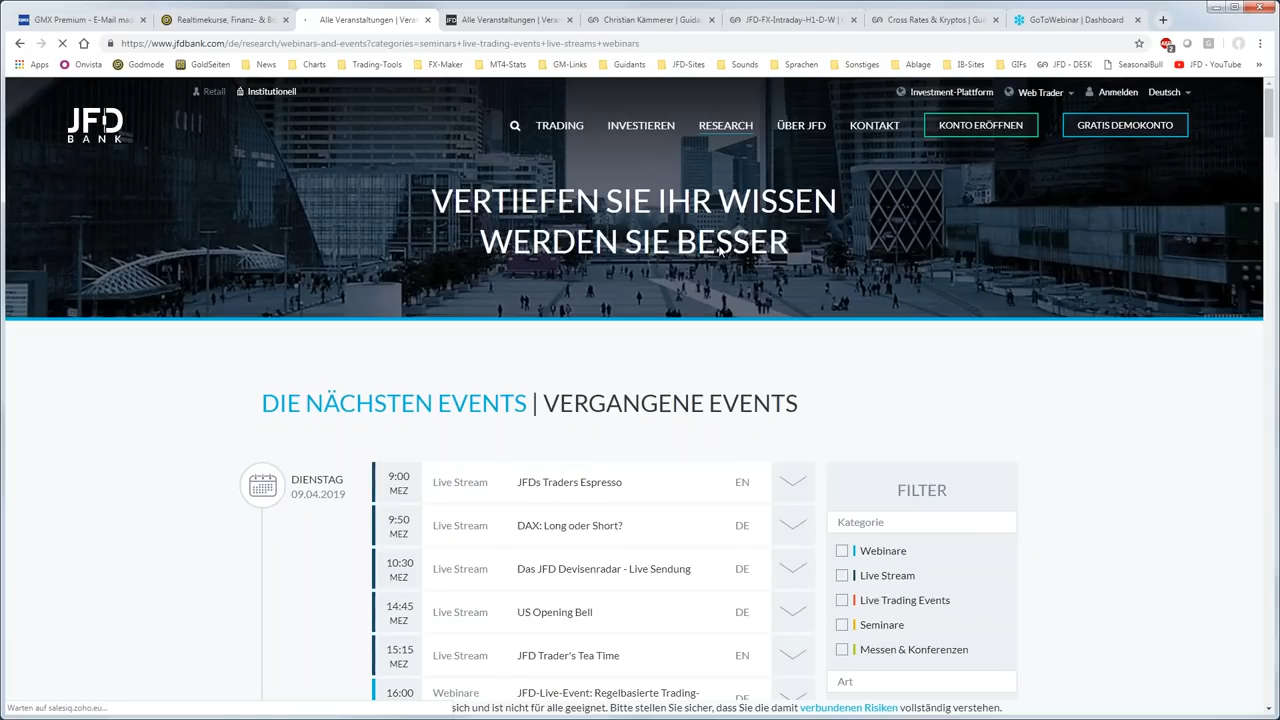 GMX Premium - E-Mail mac
Realtimekurse, Finanz- & Bö
Alle Veranstaltungen | Veran
Alle Veranstaltungen | Veran
Christian Kämmerer | Guida
JFD-FX-Intraday-H1-D-W |
Cross Rates & Kryptos | Gui
GoToWebinar | Dashboard
https://www.jfdbank.com/de/research/webinars-and-events?categories=seminars+live-trading-events+live-streams+webinars
Apps Onvista Godmode GoldSeiten News Charts Trading-Tools FX-Maker MT4-Stats GM-Links Guidants JFD-Sites Sounds Sprachen Sonstiges Ablage IB-Sites GIFs JFD - DESK SeasonalBull JFD - YouTube »
Retail Institutionell
Investment-Plattform Web Trader Anmelden Deutsch
JFD
BANK
TRADING INVESTIEREN RESEARCH ÜBER JFD KONTAKT KONTO ERÖFFNEN GRATIS DEMOKONTO
VERTIEFEN SIE IHR WISSEN
WERDEN SIE BESSER
DIE NÄCHSTEN EVENTS | VERGANGENE EVENTS
DIENSTAG
09.04.2019
9:00 MEZ Live Stream JFDs Traders Espresso EN
9:50 MEZ Live Stream DAX: Long oder Short? DE
10:30 MEZ Live Stream Das JFD Devisenradar - Live Sendung DE
14:45 MEZ Live Stream US Opening Bell DE
15:15 MEZ Live Stream JFD Trader's Tea Time EN
16:00 Webinare JFD-Live-Event: Regelbasierte Trading- DE
FILTER
Kategorie
Webinare
Live Stream
Live Trading Events
Seminare
Messen & Konferenzen
Art
Warten auf salesiq.zoho.eu...
sich und ist nicht für alle geeignet. Bitte stellen Sie sicher, dass Sie die damit verbundenen Risiken vollständig verstehen.